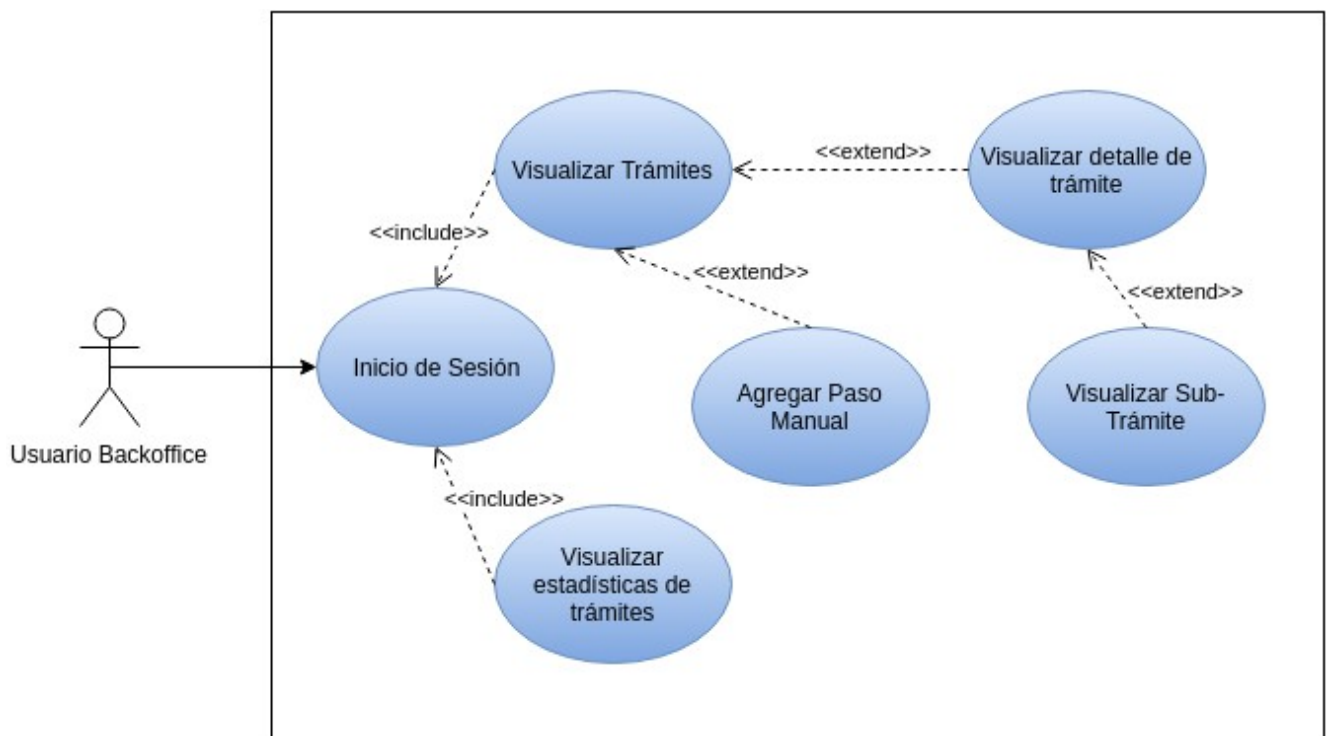 Visualizar Trámites
<<extend>>
Visualizar detalle de
trámite
<<include>>
<<extend>>
<<extend>>
Inicio de Sesión
Agregar Paso
Manual
Visualizar Sub-
Trámite
Usuario Backoffice
<<include>>
Visualizar
estadísticas de
trámites